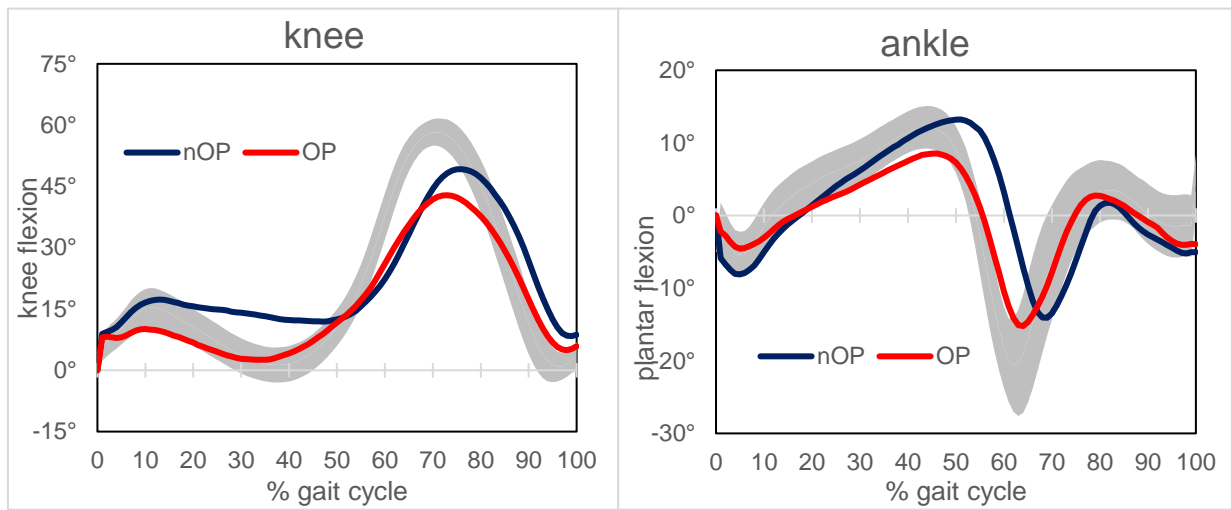 knee
75°
60°
45°
30°
15°
0°
-15°
knee flexion
nOP OP
0 10 20 30 40 50 60 70 80 90 100
% gait cycle
ankle
20°
10°
0°
-10°
-20°
-30°
plantar flexion
nOP OP
0 10 20 30 40 50 60 70 80 90 100
% gait cycle